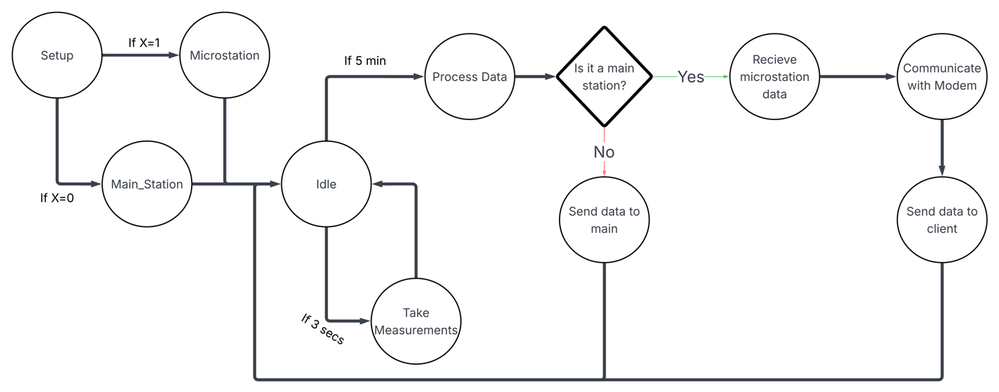 Setup
If X=1
Microstation
If X=0
Main_Station
Idle
If 5 min
Process Data
Is it a main
station?
Yes
Recieve
microstation
data
Communicate
with Modem
No
Send data to
main
Send data to
client
If 3 secs
Take
Measurements